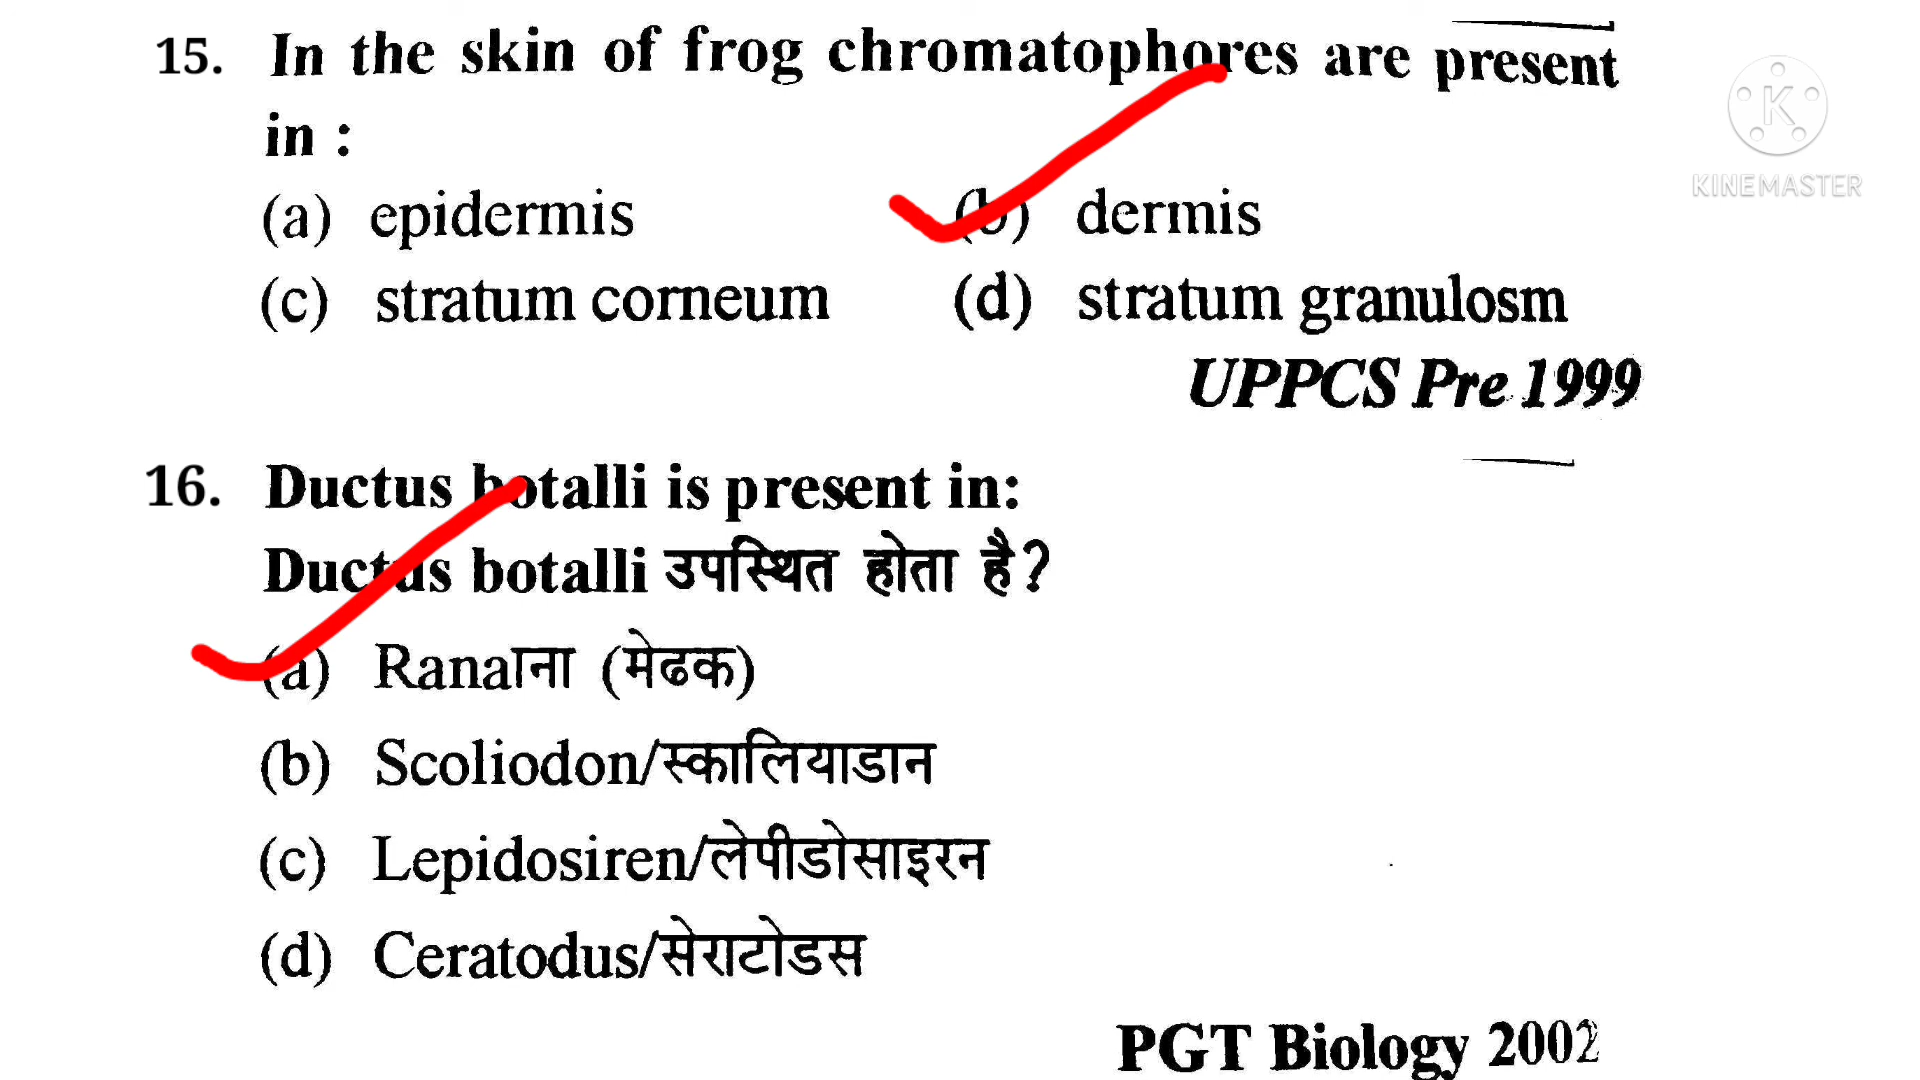 15. In the skin of frog chromatophores are present
in :
(a) epidermis (b) dermis
(c) stratum corneum (d) stratum granulosm
UPPCS Pre 1999
16. Ductus botalli is present in:
Ductus botalli उपस्थित होता है?
(a) Ranaाना (मेढक)
(b) Scoliodon/स्कालियाडान
(c) Lepidosiren/लेपीडोसाइरन
(d) Ceratodus/सेराटोडस
PGT Biology 2002
K
KINEMASTER